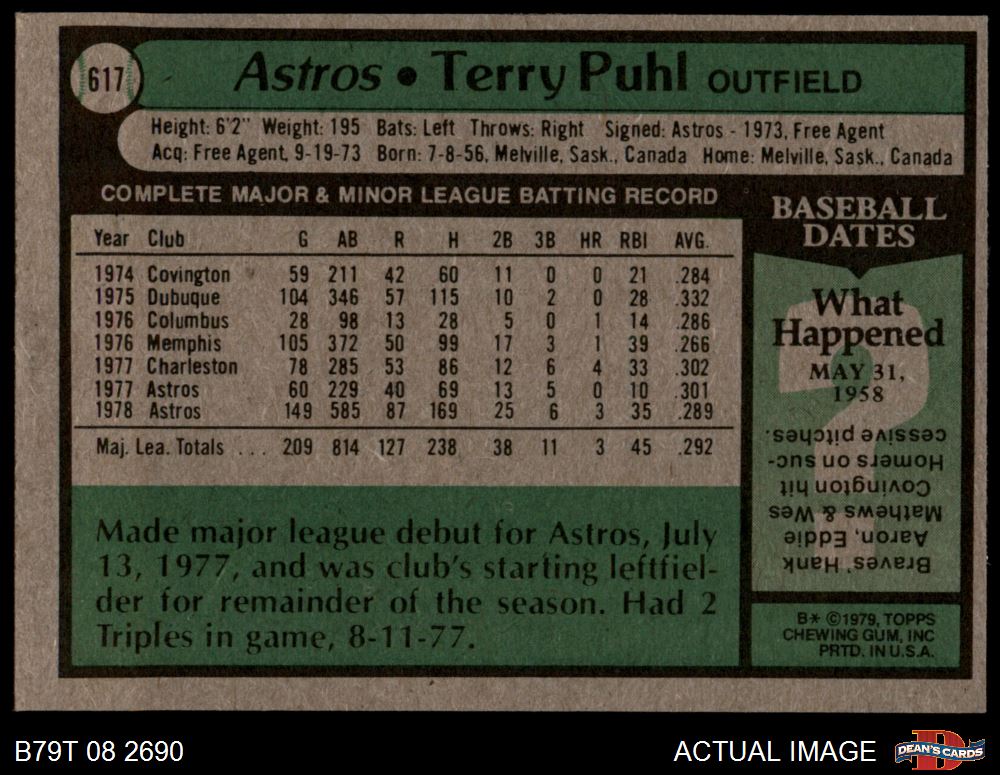 617
Astros • Terry Puhl OUTFIELD
Height: 6'2" Weight: 195 Bats: Left Throws: Right Signed: Astros - 1973, Free Agent
Acq: Free Agent, 9-19-73 Born: 7-8-56, Melville, Sask., Canada Home: Melville, Sask., Canada
COMPLETE MAJOR & MINOR LEAGUE BATTING RECORD
Year Club G AB R H 2B 3B HR RBI AVG.
1974 Covington 59 211 42 60 11 0 0 21 .284
1975 Dubuque 104 346 57 115 10 2 0 28 .332
1976 Columbus 28 98 13 28 5 0 1 14 .286
1976 Memphis 105 372 50 99 17 3 1 39 .266
1977 Charleston 78 285 53 86 12 6 4 33 .302
1977 Astros 60 229 40 69 13 5 0 10 .301
1978 Astros 149 585 87 169 25 6 3 35 .289
Maj. Lea. Totals . . . 209 814 127 238 38 11 3 45 .292
Made major league debut for Astros, July
13, 1977, and was club's starting leftfiel-
der for remainder of the season. Had 2
Triples in game, 8-11-77.
BASEBALL
DATES
What
Happened
MAY 31,
1958
Braves' Hank
Aaron, Eddie
Mathews & Wes
Covington hit
Homers on suc-
cessive pitches.
B* ©1979, TOPPS
CHEWING GUM, INC
PRTD. IN U.S.A.
B79T 08 2690
ACTUAL IMAGE
D
DEAN'S CARDS